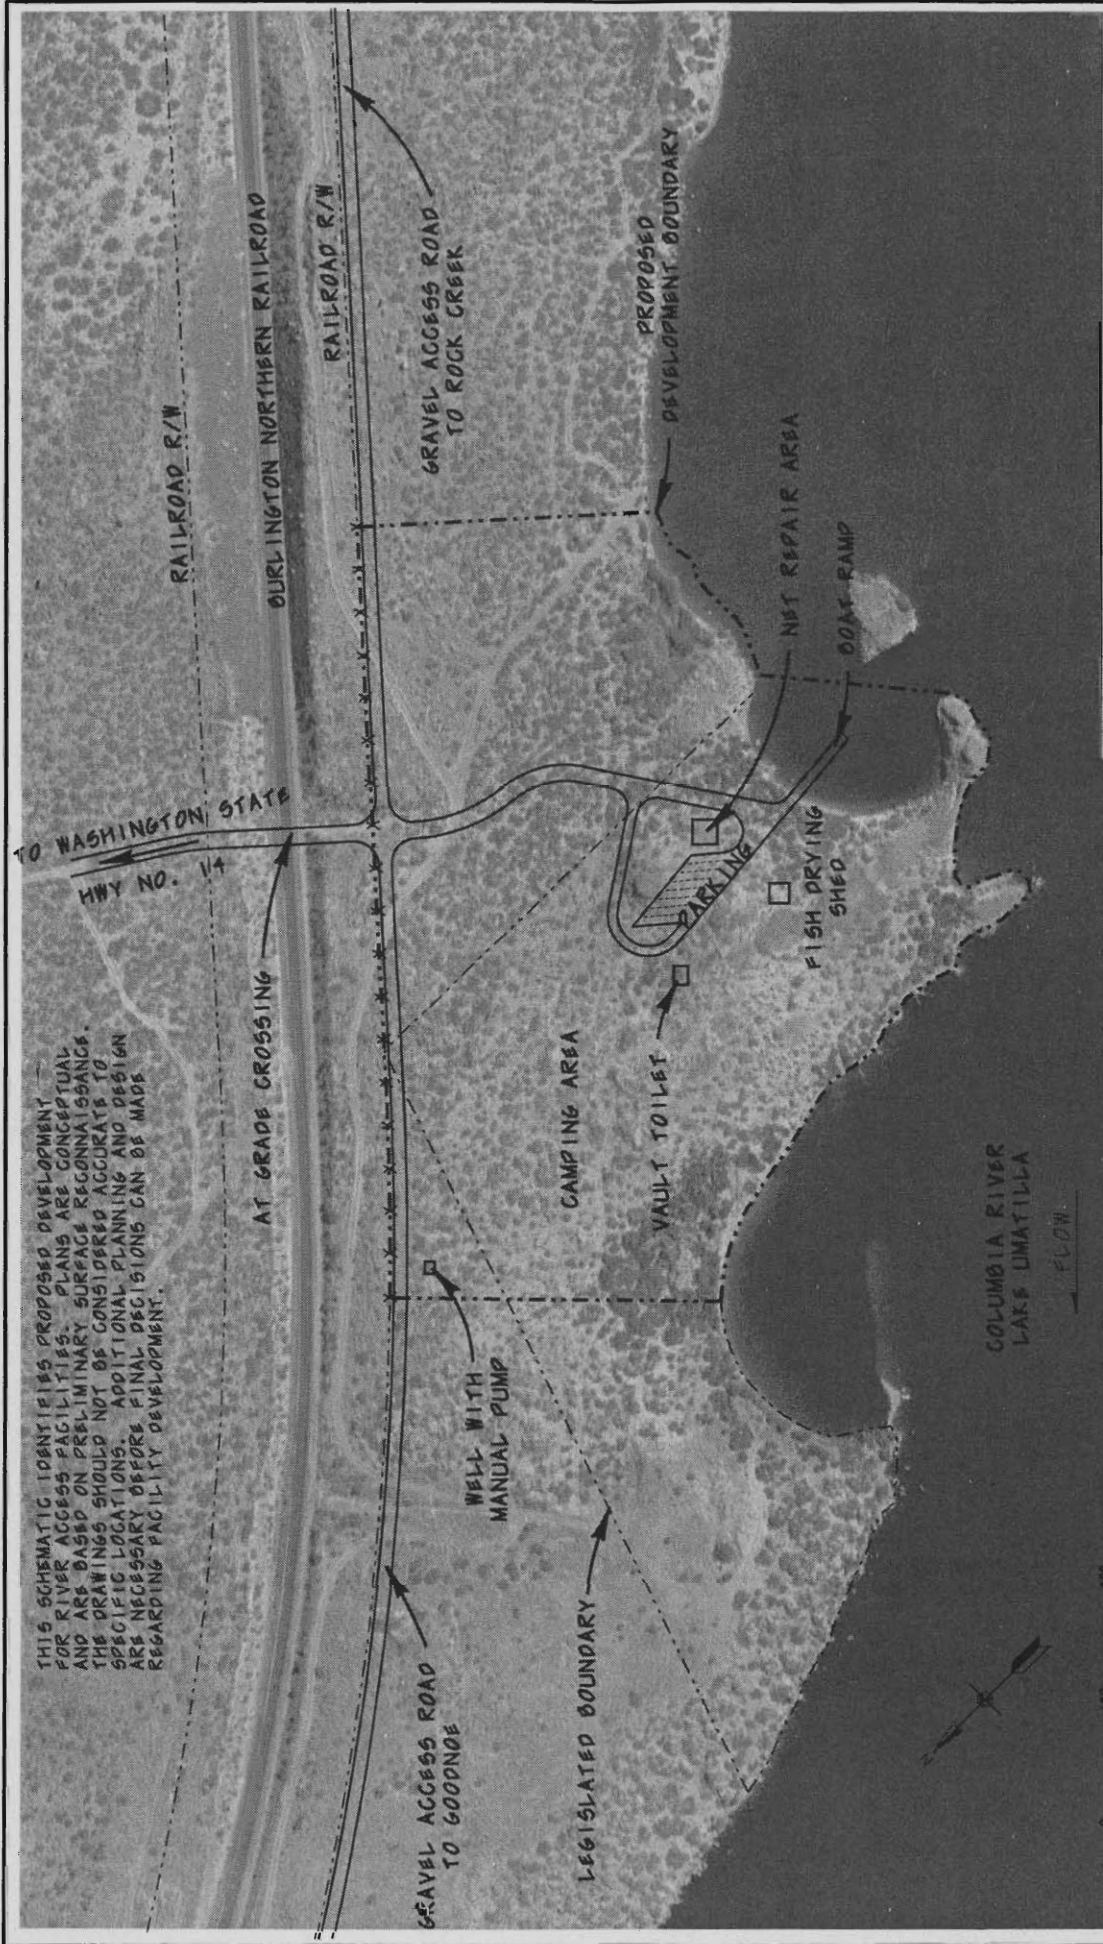 THIS SCHEMATIC IDENTIFIES PROPOSED DEVELOPMENT
FOR RIVER ACCESS FACILITIES. PLANS ARE CONCEPTUAL
AND ARE BASED ON PRELIMINARY SURFACE RECONNAISSANCE.
THE DRAWINGS SHOULD NOT BE CONSIDERED ACCURATE TO
SPECIFIC LOCATIONS. ADDITIONAL PLANNING AND DESIGN
ARE NECESSARY BEFORE FINAL DECISIONS CAN BE MADE
REGARDING FACILITY DEVELOPMENT.
TO WASHINGTON STATE
HWY NO. 14
RAILROAD R/W
BURLINGTON NORTHERN RAILROAD
RAILROAD R/W
AT GRADE CROSSING
GRAVEL ACCESS ROAD
TO ROCK CREEK
GRAVEL ACCESS ROAD
TO GOODNOE
WELL WITH
MANUAL PUMP
LEGISLATED BOUNDARY
CAMPING AREA
VAULT TOILET
PARKING
FISH DRYING
SHED
PROPOSED
DEVELOPMENT BOUNDARY
NET REPAIR AREA
BOAT RAMP
COLUMBIA RIVER
LAKE UMATILLA
FLOW